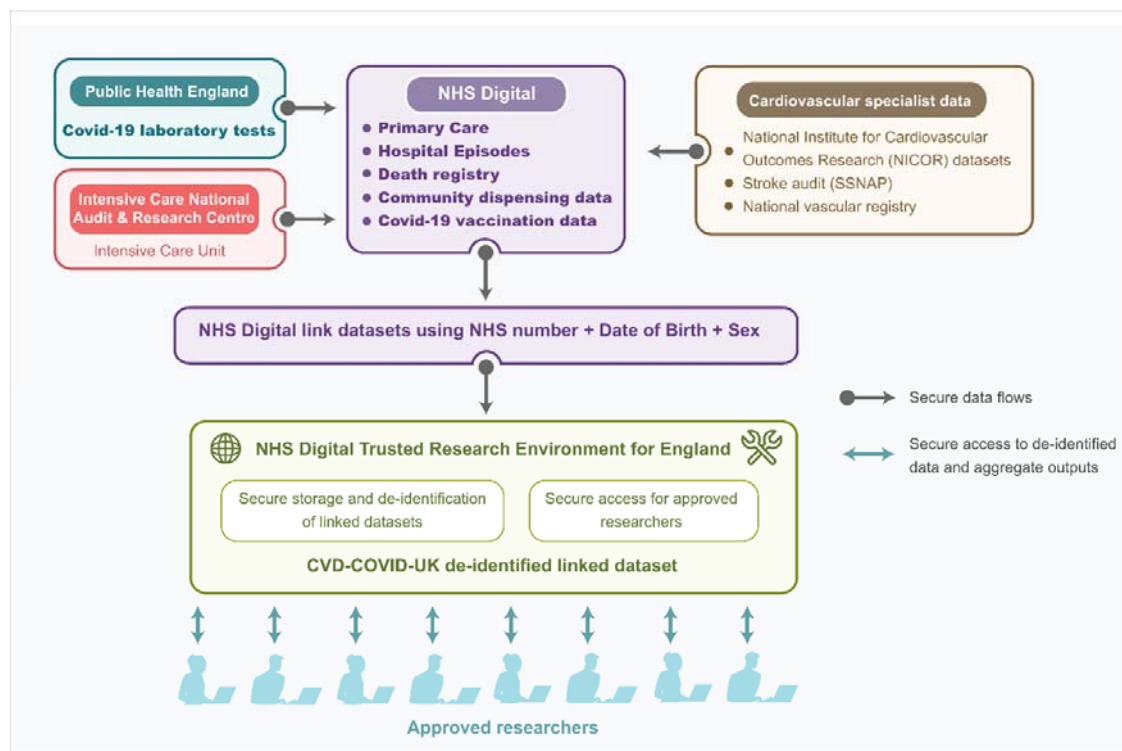 Public Health England
Covid-19 laboratory tests
Intensive Care National
Audit & Research Centre
Intensive Care Unit
NHS Digital
Primary Care
Hospital Episodes
Death registry
Community dispensing data
Covid-19 vaccination data
Cardiovascular specialist data
National Institute for Cardiovascular
Outcomes Research (NICOR) datasets
Stroke audit (SSNAP)
National vascular registry
NHS Digital link datasets using NHS number + Date of Birth + Sex
Secure data flows
Secure access to de-identified
data and aggregate outputs
NHS Digital Trusted Research Environment for England
Secure storage and de-identification
of linked datasets
Secure access for approved
researchers
CVD-COVID-UK de-identified linked dataset
Approved researchers